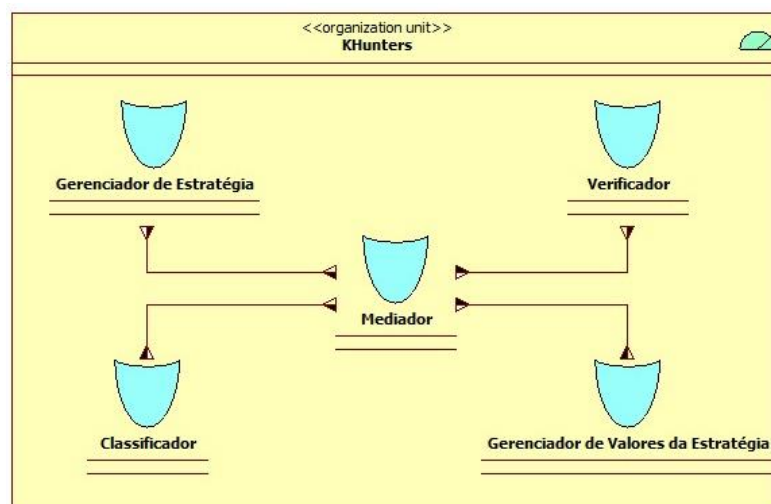 <<organization unit>>
KHunters
Gerenciador de Estratégia
Verificador
Mediador
Classificador
Gerenciador de Valores da Estratégia